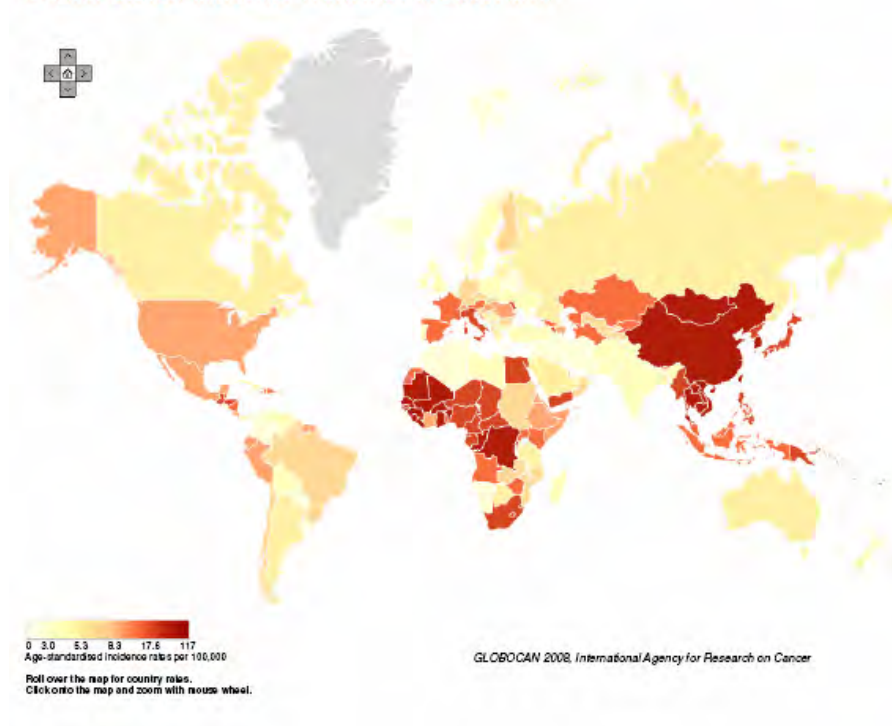 0 3.0 5.3 8.3 17.6 117
Age-standardised incidence rates per 100,000
Roll over the map for country rates.
Click onto the map and zoom with mouse wheel.
GLOBOCAN 2008, International Agency for Research on Cancer